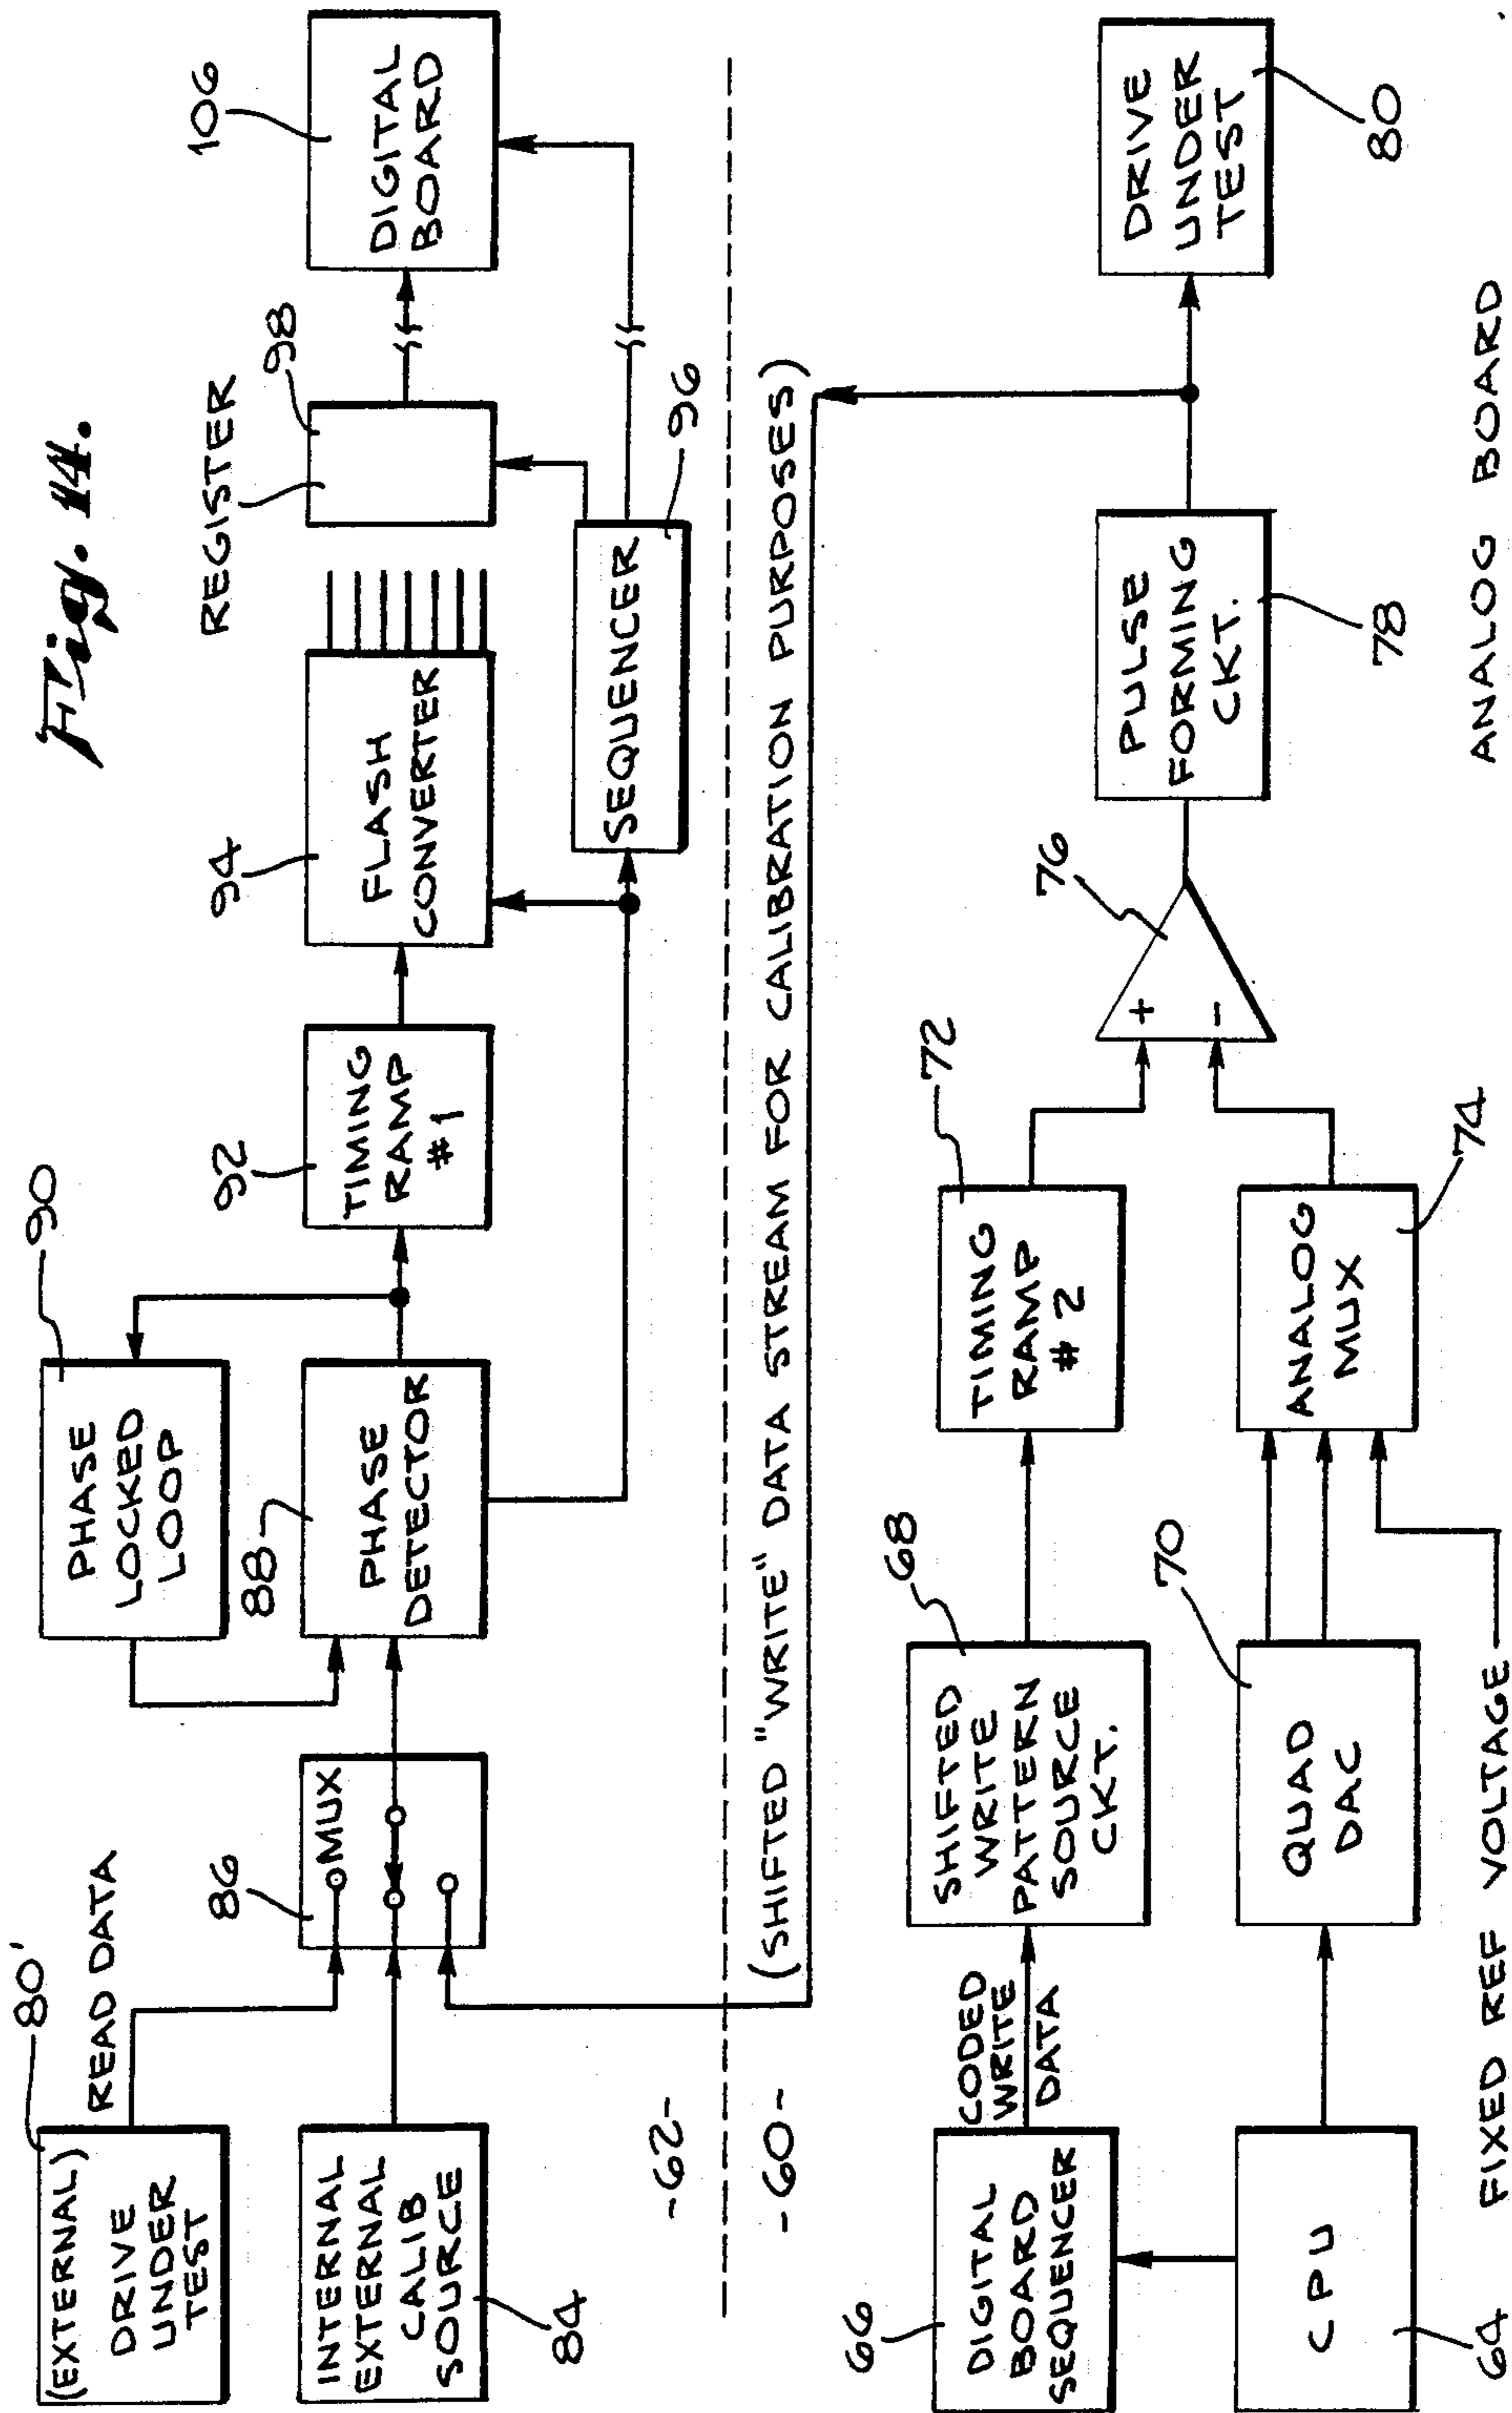 Fig. 14.
(EXTERNAL)
DRIVE
UNDER
TEST
80'
READ DATA
INTERNAL
EXTERNAL
CALIB
SOURCE
84
86
MUX
PHASE
LOCKED
LOOP
90
88
PHASE
DETECTOR
92
TIMING
RAMP
#1
94
FLASH
CONVERTER
REGISTER
98
SEQUENCER
96
106
DIGITAL
BOARD
-62-
-60-
(SHIFTED "WRITE" DATA STREAM FOR CALIBRATION PURPOSES)
66
DIGITAL
BOARD
SEQUENCER
CODED
WRITE
DATA
SHIFTED
WRITE
PATTERN
SOURCE
CKT.
68
TIMING
RAMP
#2
72
CPU
64
QUAD
DAC
70
ANALOG
MUX
74
FIXED REF VOLTAGE
76
+
-
PULSE
FORMING
CKT.
78
DRIVE
UNDER
TEST
80
ANALOG BOARD